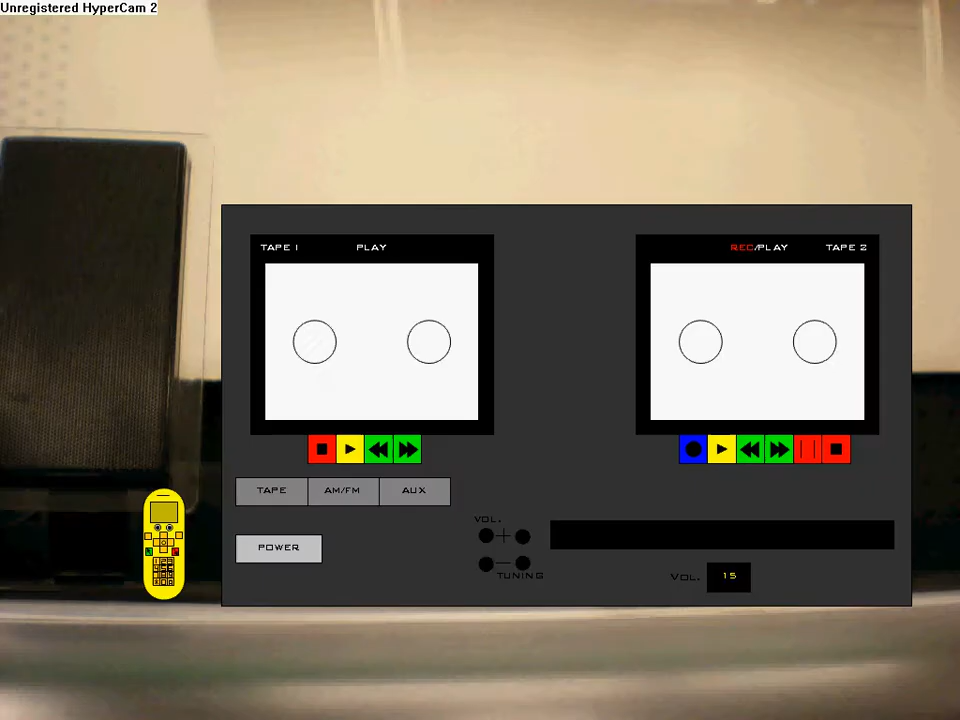 Unregistered HyperCam 2
TAPE 1 PLAY
REC/PLAY TAPE 2
TAPE AM/FM AUX
VOL.
POWER
TUNING
VOL. 15